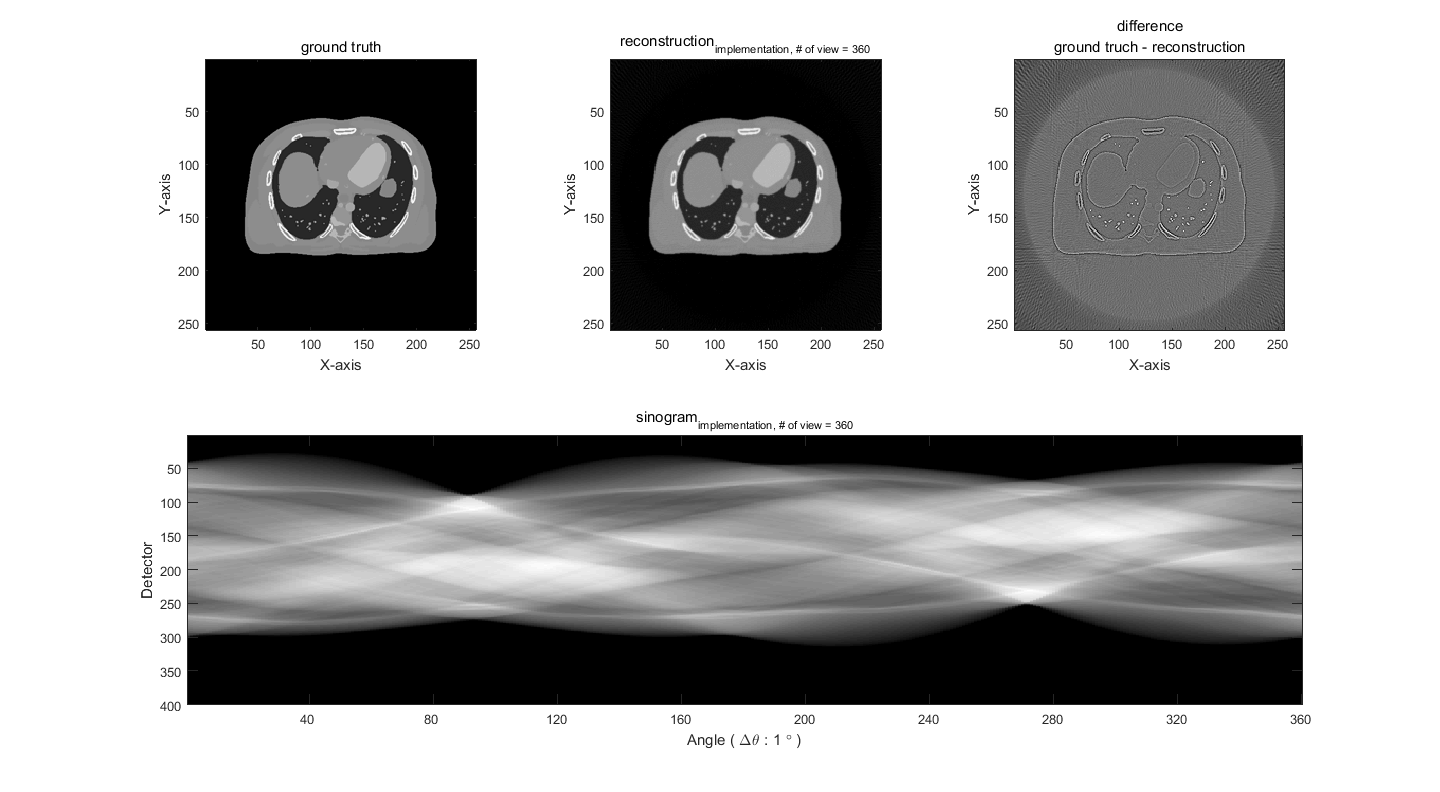 ground truth
50
100
150
200
250
Y-axis
50 100 150 200 250
X-axis
reconstruction implementation, # of view = 360
50
100
150
200
250
Y-axis
50 100 150 200 250
X-axis
difference
ground truch - reconstruction
50
100
150
200
250
Y-axis
50 100 150 200 250
X-axis
sinogram implementation, # of view = 360
50
100
150
200
250
300
350
400
Detector
40 80 120 160 200 240 280 320 360
Angle ( Δθ : 1 ° )